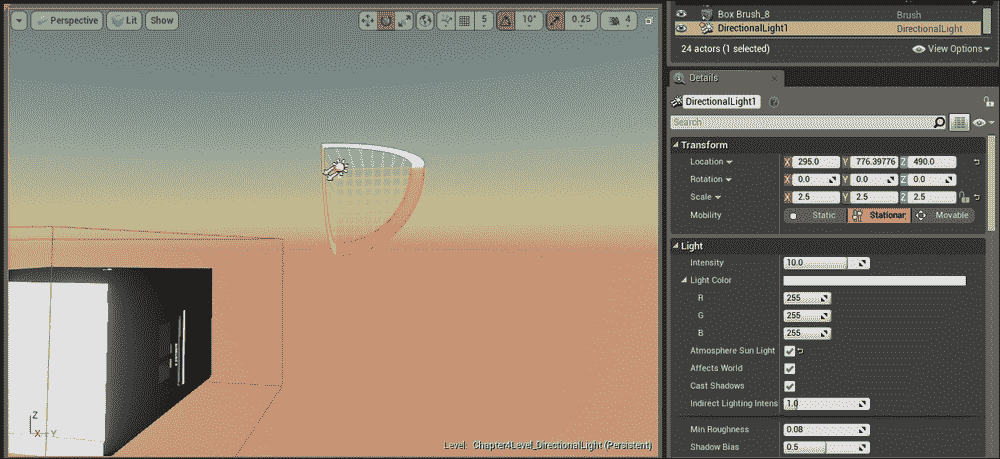 Perspective Lit Show 5 10° 0.25 4
Box Brush_8 Brush
DirectionalLight1 DirectionalLight
24 actors (1 selected) View Options
Details
DirectionalLight1
Search
Transform
Location X 295.0 Y 776.39776 Z 490.0
Rotation X 0.0 Y 0.0 Z 0.0
Scale X 2.5 Y 2.5 Z 2.5
Mobility Static Stationar Movable
Light
Intensity 10.0
Light Color
R 255
G 255
B 255
Atmosphere Sun Light
Affects World
Cast Shadows
Indirect Lighting Intens 1.0
Min Roughness 0.08
Shadow Bias 0.5
Z
X Y
Level: Chapter4Level_DirectionalLight (Persistent)